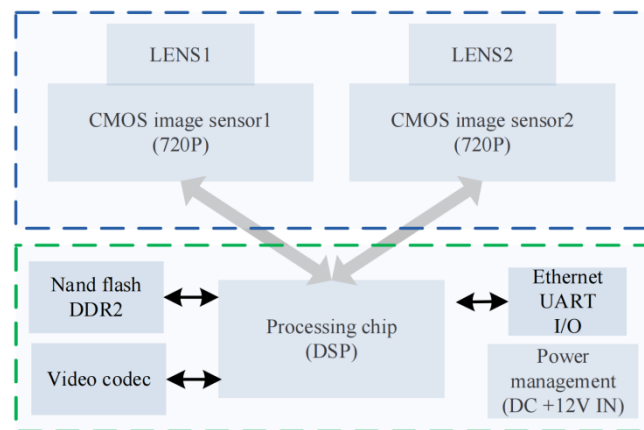 LENS1
LENS2
CMOS image sensor1
(720P)
CMOS image sensor2
(720P)
Nand flash
DDR2
Processing chip
(DSP)
Ethernet
UART
I/O
Video codec
Power
management
(DC +12V IN)